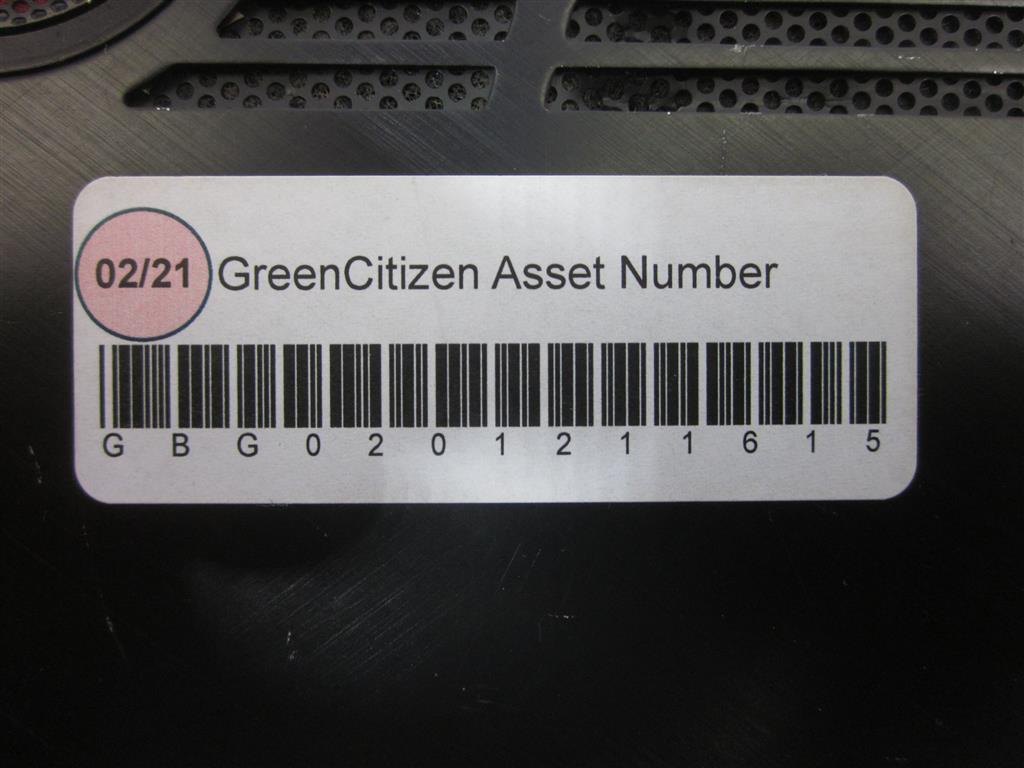 02/21 GreenCitizen Asset Number
G B G 0 2 0 1 2 1 1 6 1 5